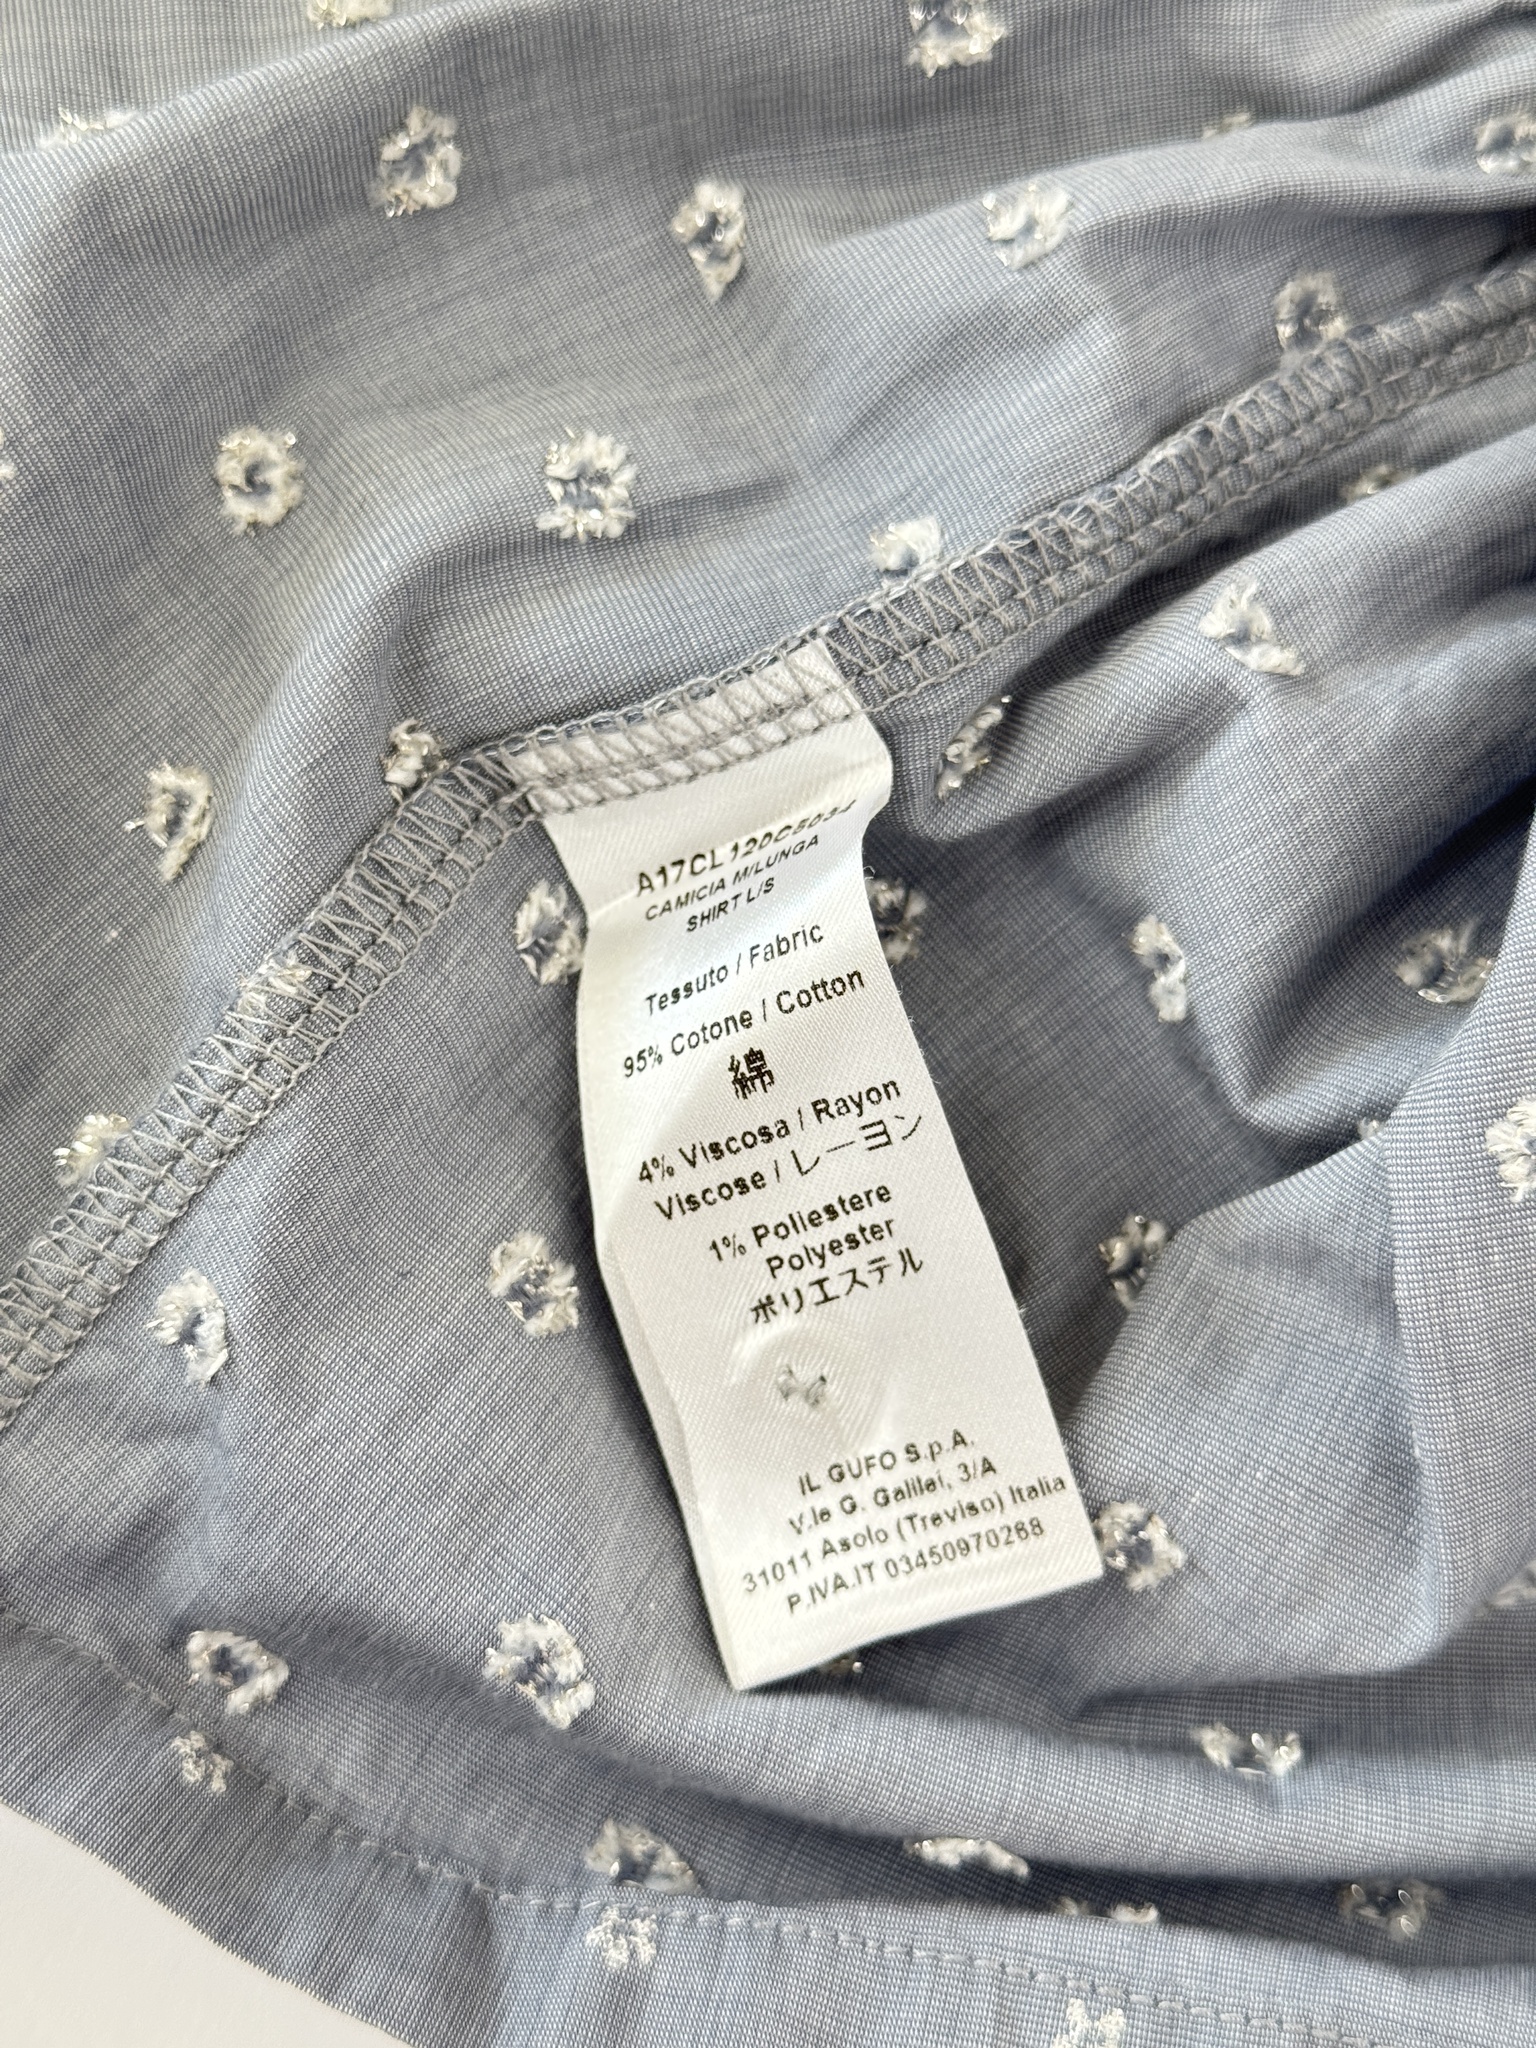 A17CL120C5034
CAMICIA M/LUNGA
SHIRT L/S
Tessuto / Fabric
95% Cotone / Cotton
綿
4% Viscosa / Rayon
Viscose / レーヨン
1% Poliestere
Polyester
ポリエステル
IL GUFO S.p.A.
V.le G. Galilei, 3/A
31011 Asolo (Treviso) Italia
P.IVA.IT 03450970268